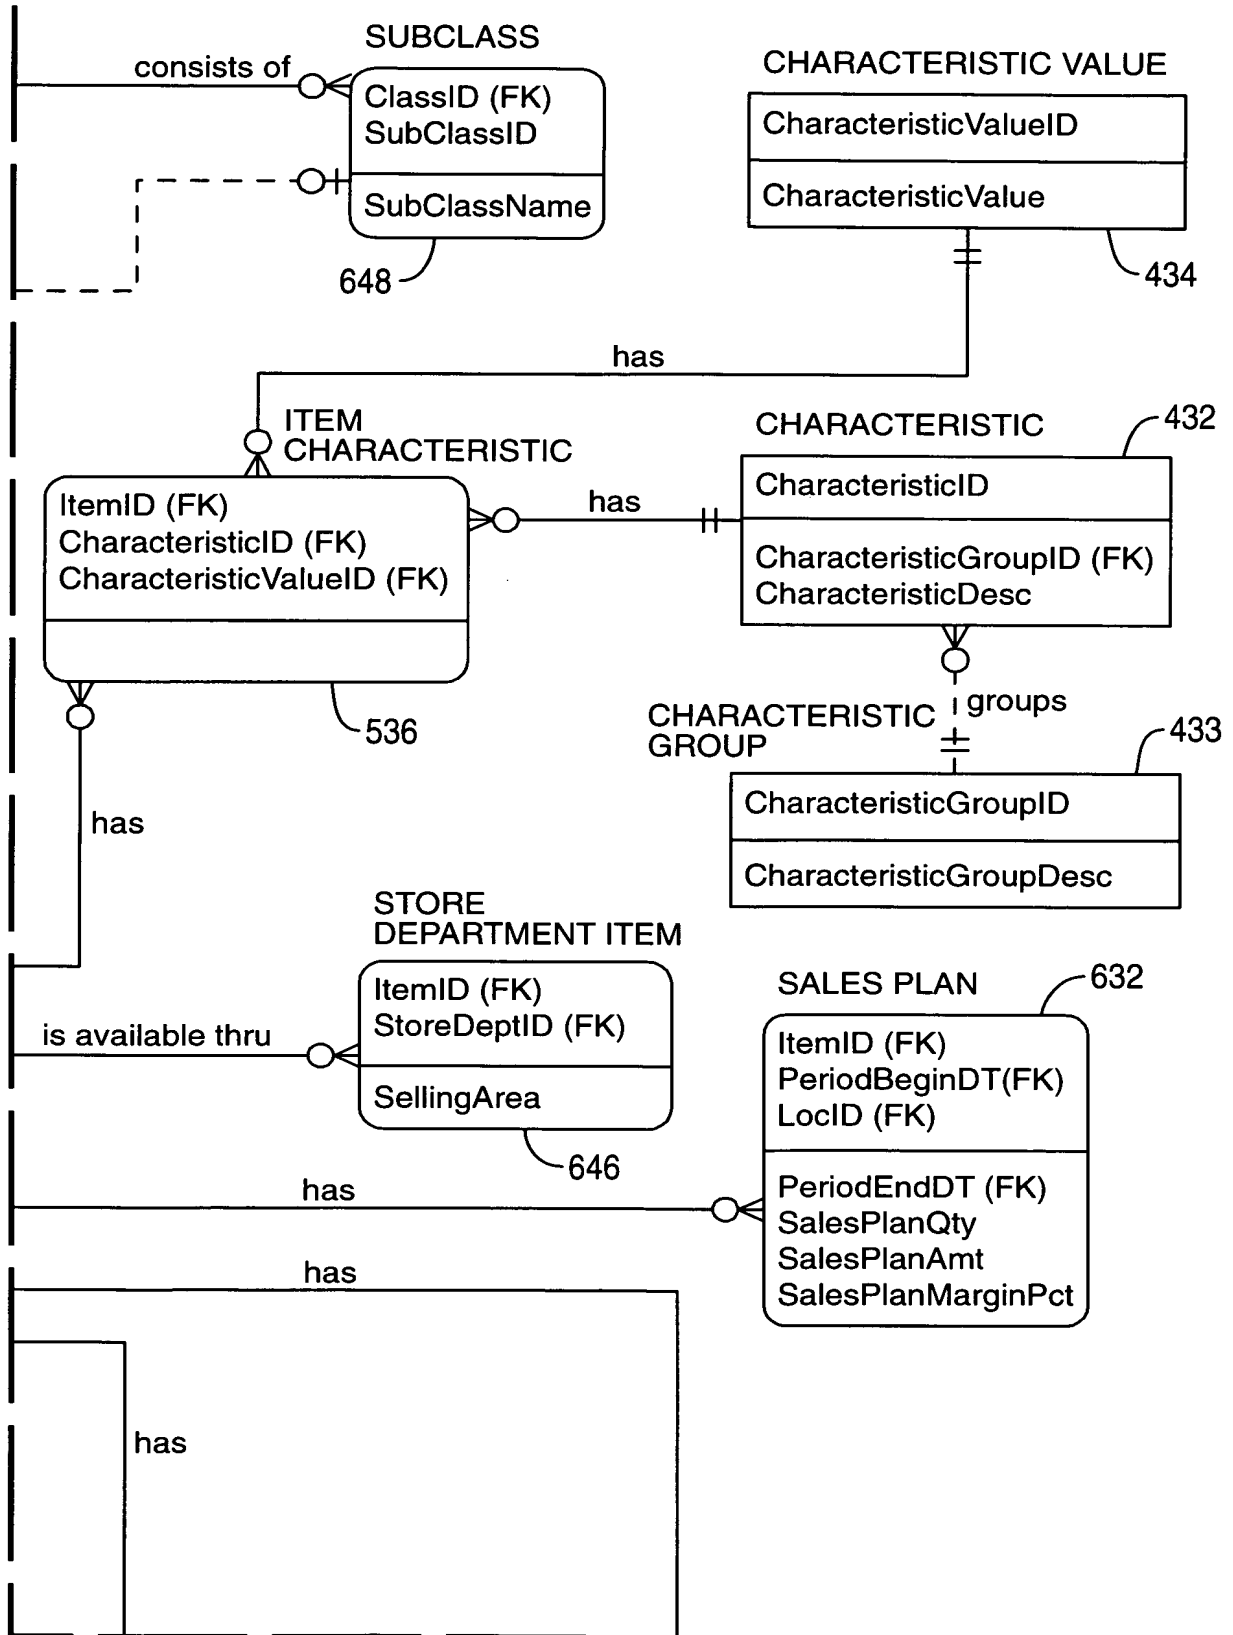 SUBCLASS
consists of
ClassID (FK)
SubClassID
SubClassName
648
CHARACTERISTIC VALUE
CharacteristicValueID
CharacteristicValue
434
has
ITEM
CHARACTERISTIC
ItemID (FK)
CharacteristicID (FK)
CharacteristicValueID (FK)
536
has
CHARACTERISTIC
432
CharacteristicID
CharacteristicGroupID (FK)
CharacteristicDesc
groups
CHARACTERISTIC
GROUP
433
CharacteristicGroupID
CharacteristicGroupDesc
has
STORE
DEPARTMENT ITEM
ItemID (FK)
StoreDeptID (FK)
SellingArea
646
is available thru
SALES PLAN
632
ItemID (FK)
PeriodBeginDT(FK)
LocID (FK)
PeriodEndDT (FK)
SalesPlanQty
SalesPlanAmt
SalesPlanMarginPct
has
has
has